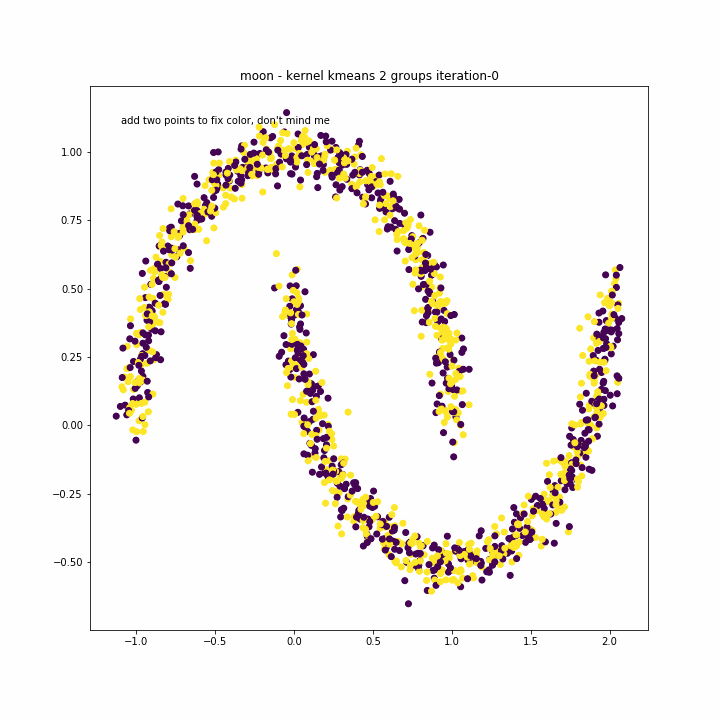 moon - kernel kmeans 2 groups iteration-0
add two points to fix color, don't mind me
1.00
0.75
0.50
0.25
0.00
−0.25
−0.50
−1.0 −0.5 0.0 0.5 1.0 1.5 2.0